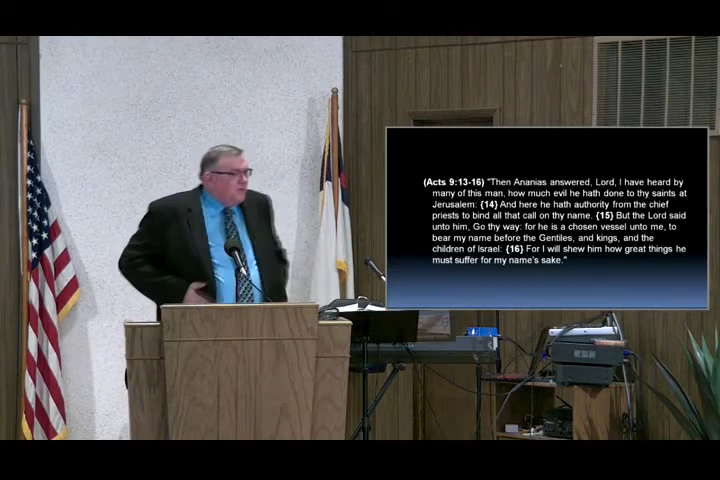 (Acts 9:13-16) "Then Ananias answered, Lord, I have heard by
many of this man, how much evil he hath done to thy saints at
Jerusalem: {14} And here he hath authority from the chief
priests to bind all that call on thy name. {15} But the Lord said
unto him, Go thy way: for he is a chosen vessel unto me, to
bear my name before the Gentiles, and kings, and the
children of Israel: {16} For I will shew him how great things he
must suffer for my name's sake."